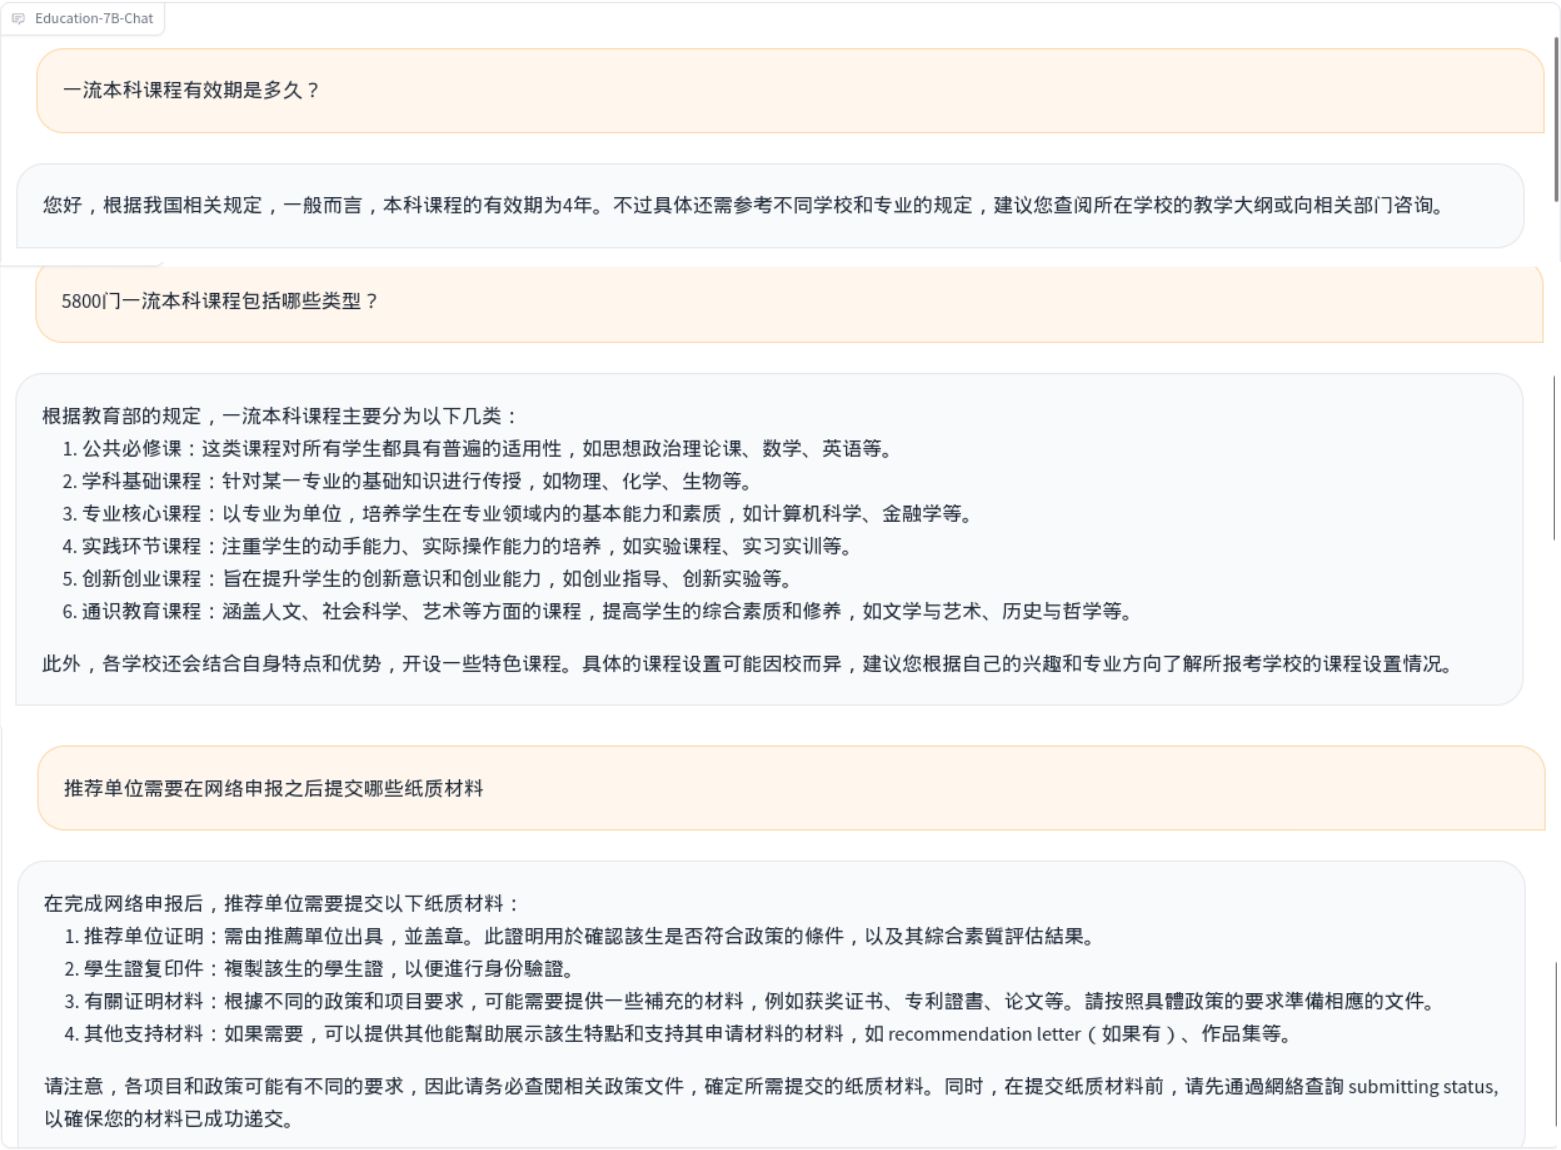 Education-7B-Chat
一流本科课程有效期是多久？
您好，根据我国相关规定，一般而言，本科课程的有效期为4年。不过具体还需参考不同学校和专业的规定，建议您查阅所在学校的教学大纲或向相关部门咨询。
5800门一流本科课程包括哪些类型？
根据教育部的规定，一流本科课程主要分为以下几类：
1. 公共必修课：这类课程对所有学生都具有普遍的适用性，如思想政治理论课、数学、英语等。
2. 学科基础课程：针对某一专业的基础知识进行传授，如物理、化学、生物等。
3. 专业核心课程：以专业为单位，培养学生在专业领域内的基本能力和素质，如计算机科学、金融学等。
4. 实践环节课程：注重学生的动手能力、实际操作能力的培养，如实验课程、实习实训等。
5. 创新创业课程：旨在提升学生的创新意识和创业能力，如创业指导、创新实验等。
6. 通识教育课程：涵盖人文、社会科学、艺术等方面的课程，提高学生的综合素质和修养，如文学与艺术、历史与哲学等。
此外，各学校还会结合自身特点和优势，开设一些特色课程。具体的课程设置可能因校而异，建议您根据自己的兴趣和专业方向了解所报考学校的课程设置情况。
推荐单位需要在网络申报之后提交哪些纸质材料
在完成网络申报后，推荐单位需要提交以下纸质材料：
1. 推荐单位证明：需由推薦單位出具，並盖章。此證明用於確認該生是否符合政策的條件，以及其綜合素質評估結果。
2. 學生證复印件：複製該生的學生證，以便進行身份驗證。
3. 有關证明材料：根據不同的政策和项目要求，可能需要提供一些補充的材料，例如获奖证书、专利證書、论文等。請按照具體政策的要求準備相應的文件。
4. 其他支持材料：如果需要，可以提供其他能幫助展示該生特點和支持其申请材料的材料，如 recommendation letter（如果有）、作品集等。
请注意，各项目和政策可能有不同的要求，因此请务必查閱相关政策文件，確定所需提交的纸质材料。同时，在提交纸质材料前，请先通過網絡查詢 submitting status,
以確保您的材料已成功递交。